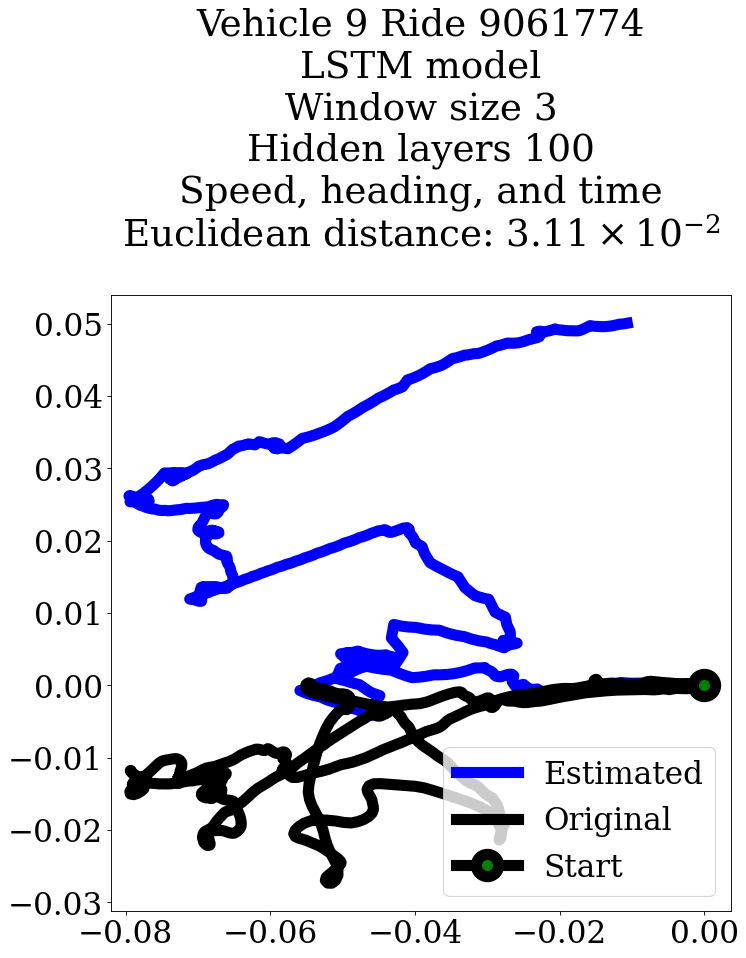 Vehicle 9 Ride 9061774
LSTM model
Window size 3
Hidden layers 100
Speed, heading, and time
Euclidean distance: 3.11 × 10⁻²
0.05
0.04
0.03
0.02
0.01
0.00
−0.01
−0.02
−0.03
Estimated
Original
Start
−0.08 −0.06 −0.04 −0.02 0.00